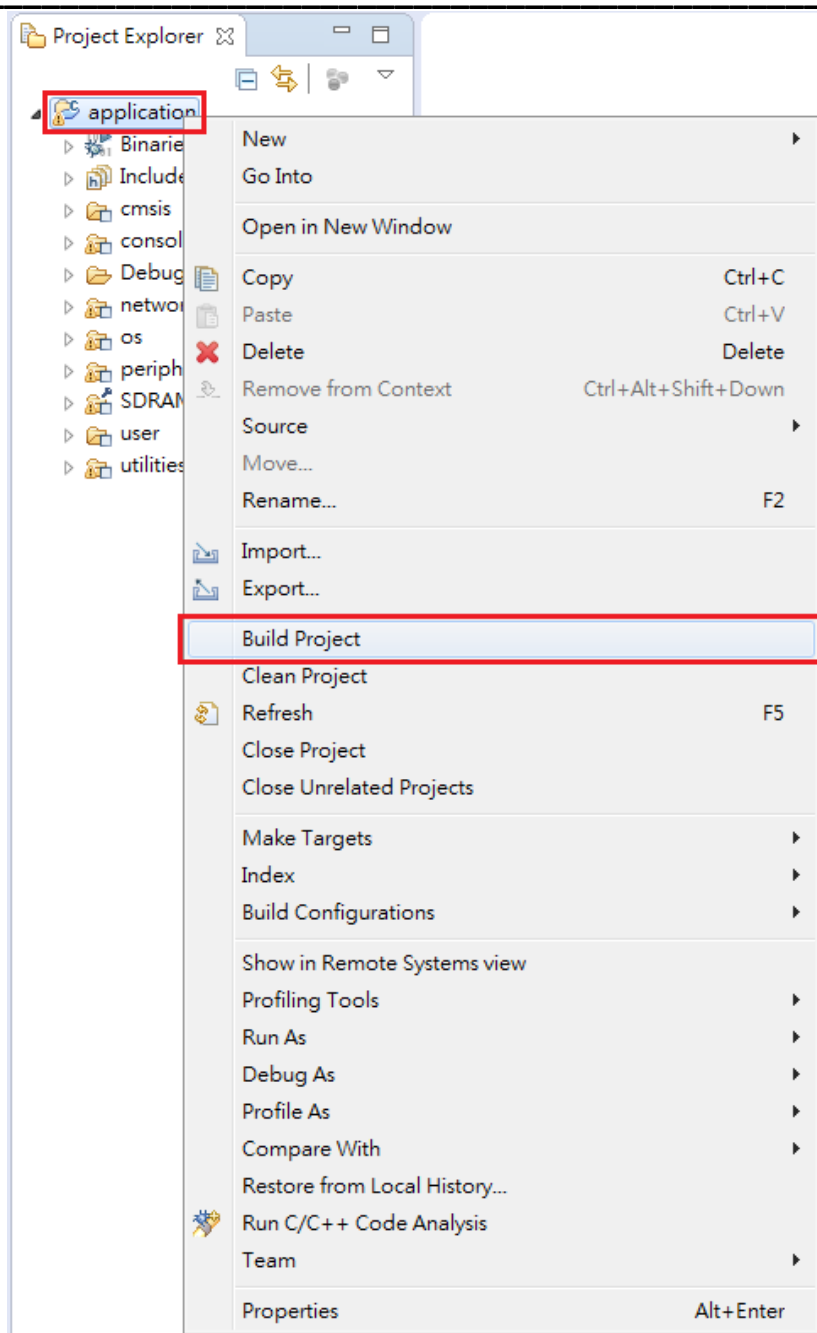 Project Explorer
application
Binarie
Include
cmsis
consol
Debug
networ
os
periph
SDRAM
user
utilities
New
Go Into
Open in New Window
Copy Ctrl+C
Paste Ctrl+V
Delete Delete
Remove from Context Ctrl+Alt+Shift+Down
Source
Move...
Rename... F2
Import...
Export...
Build Project
Clean Project
Refresh F5
Close Project
Close Unrelated Projects
Make Targets
Index
Build Configurations
Show in Remote Systems view
Profiling Tools
Run As
Debug As
Profile As
Compare With
Restore from Local History...
Run C/C++ Code Analysis
Team
Properties Alt+Enter